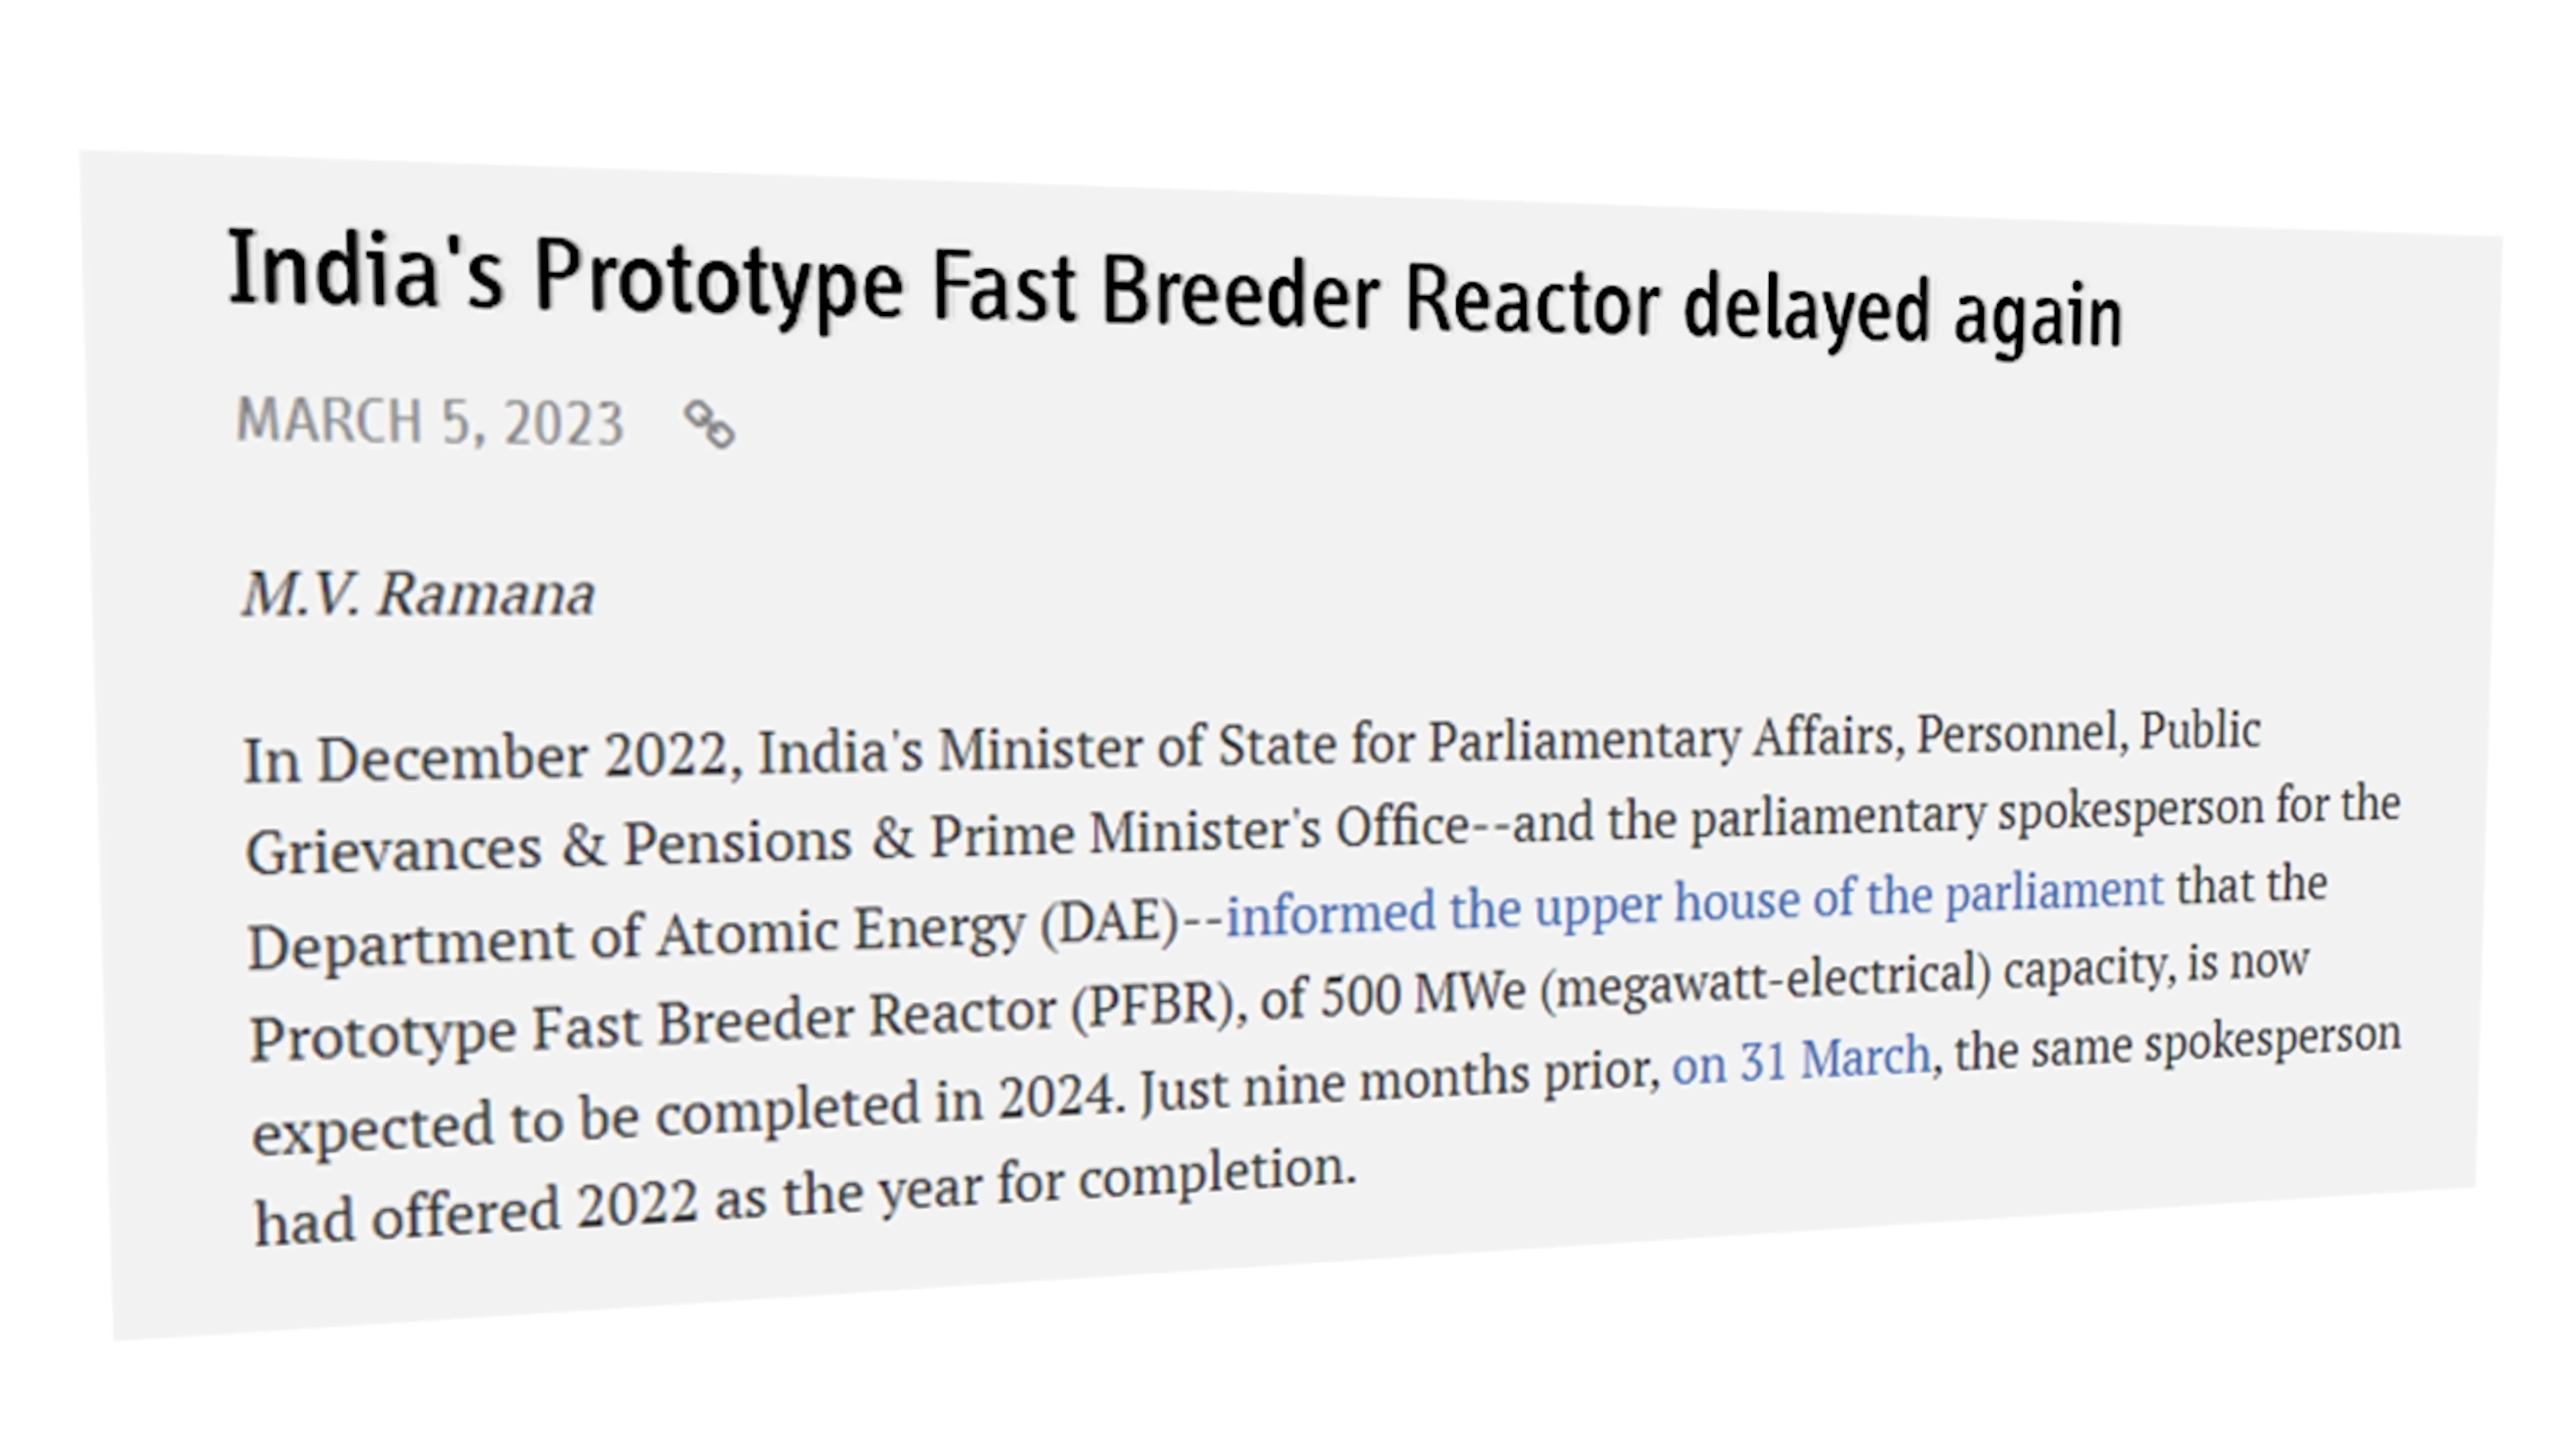 India's Prototype Fast Breeder Reactor delayed again
MARCH 5, 2023
M.V. Ramana
In December 2022, India's Minister of State for Parliamentary Affairs, Personnel, Public
Grievances & Pensions & Prime Minister's Office--and the parliamentary spokesperson for the
Department of Atomic Energy (DAE)--informed the upper house of the parliament that the
Prototype Fast Breeder Reactor (PFBR), of 500 MWe (megawatt-electrical) capacity, is now
expected to be completed in 2024. Just nine months prior, on 31 March, the same spokesperson
had offered 2022 as the year for completion.